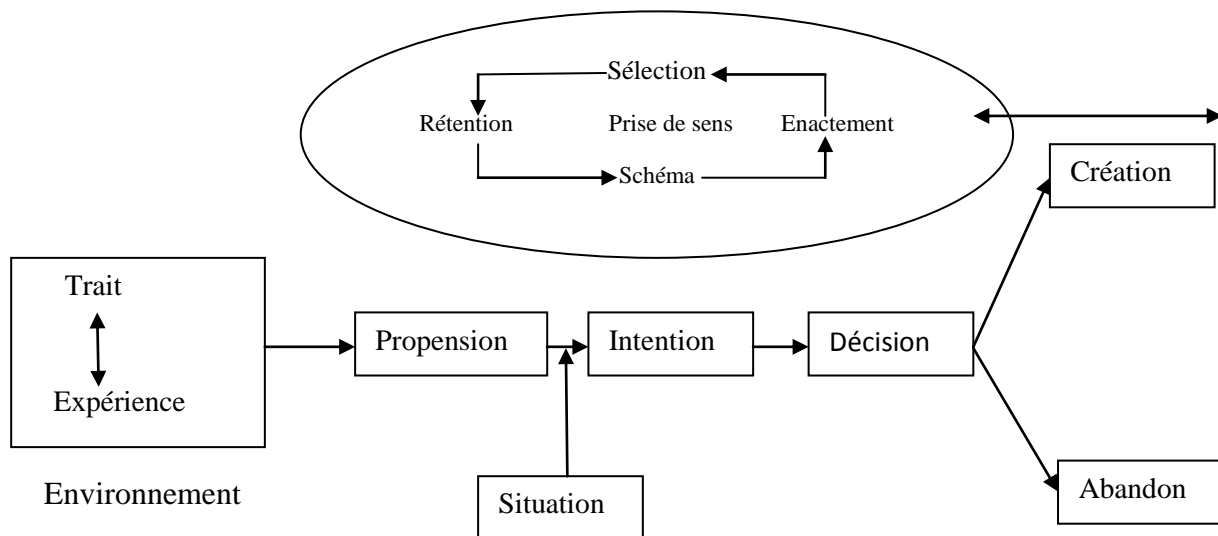 Sélection
Rétention Prise de sens Enactement
Schéma
Création
Trait
Propension Intention Décision
Expérience
Environnement
Situation
Abandon